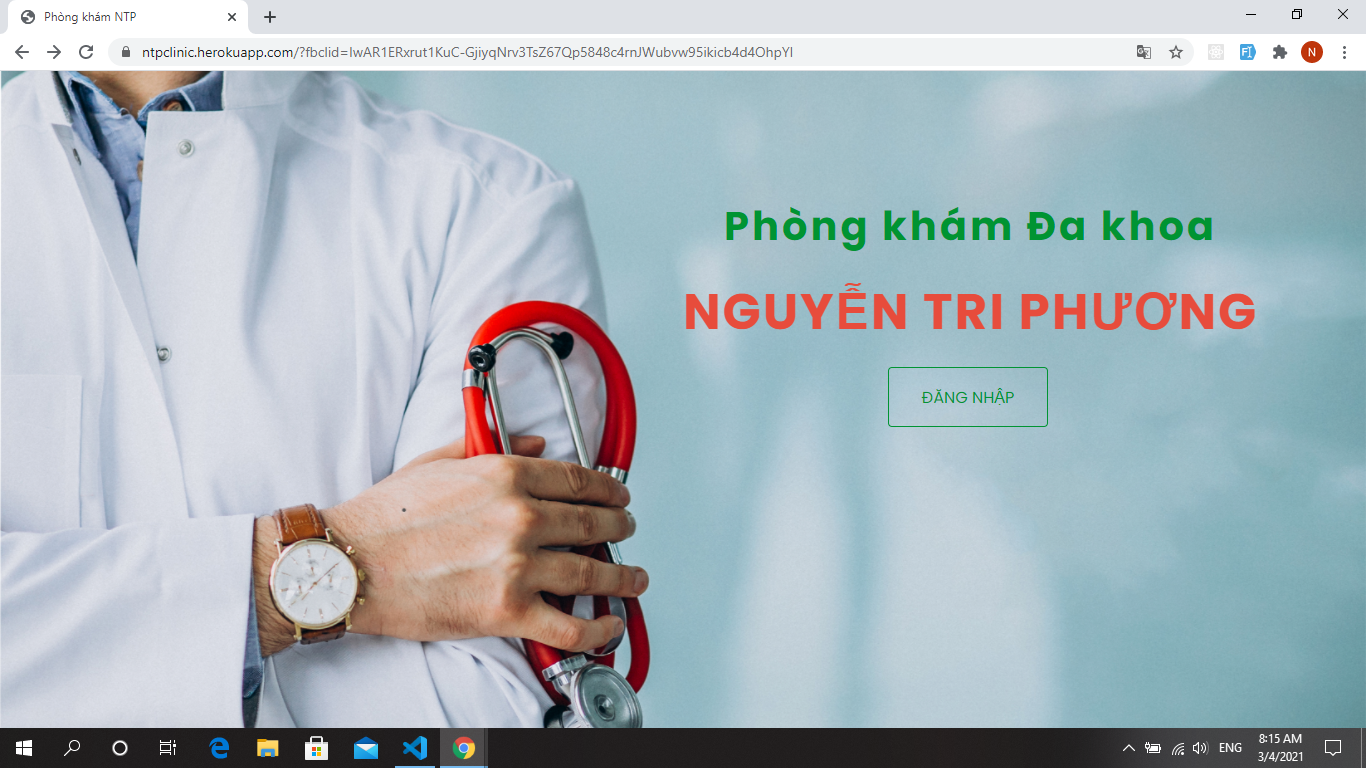 Phòng khám NTP
ntpclinic.herokuapp.com/?fbclid=IwAR1ERxrut1KuC-GjiyqNrv3TsZ67Qp5848c4rnJWubvw95ikicb4d4OhpYI
N
Phòng khám Đa khoa
NGUYỄN TRI PHƯƠNG
ĐĂNG NHẬP
ENG
8:15 AM
3/4/2021